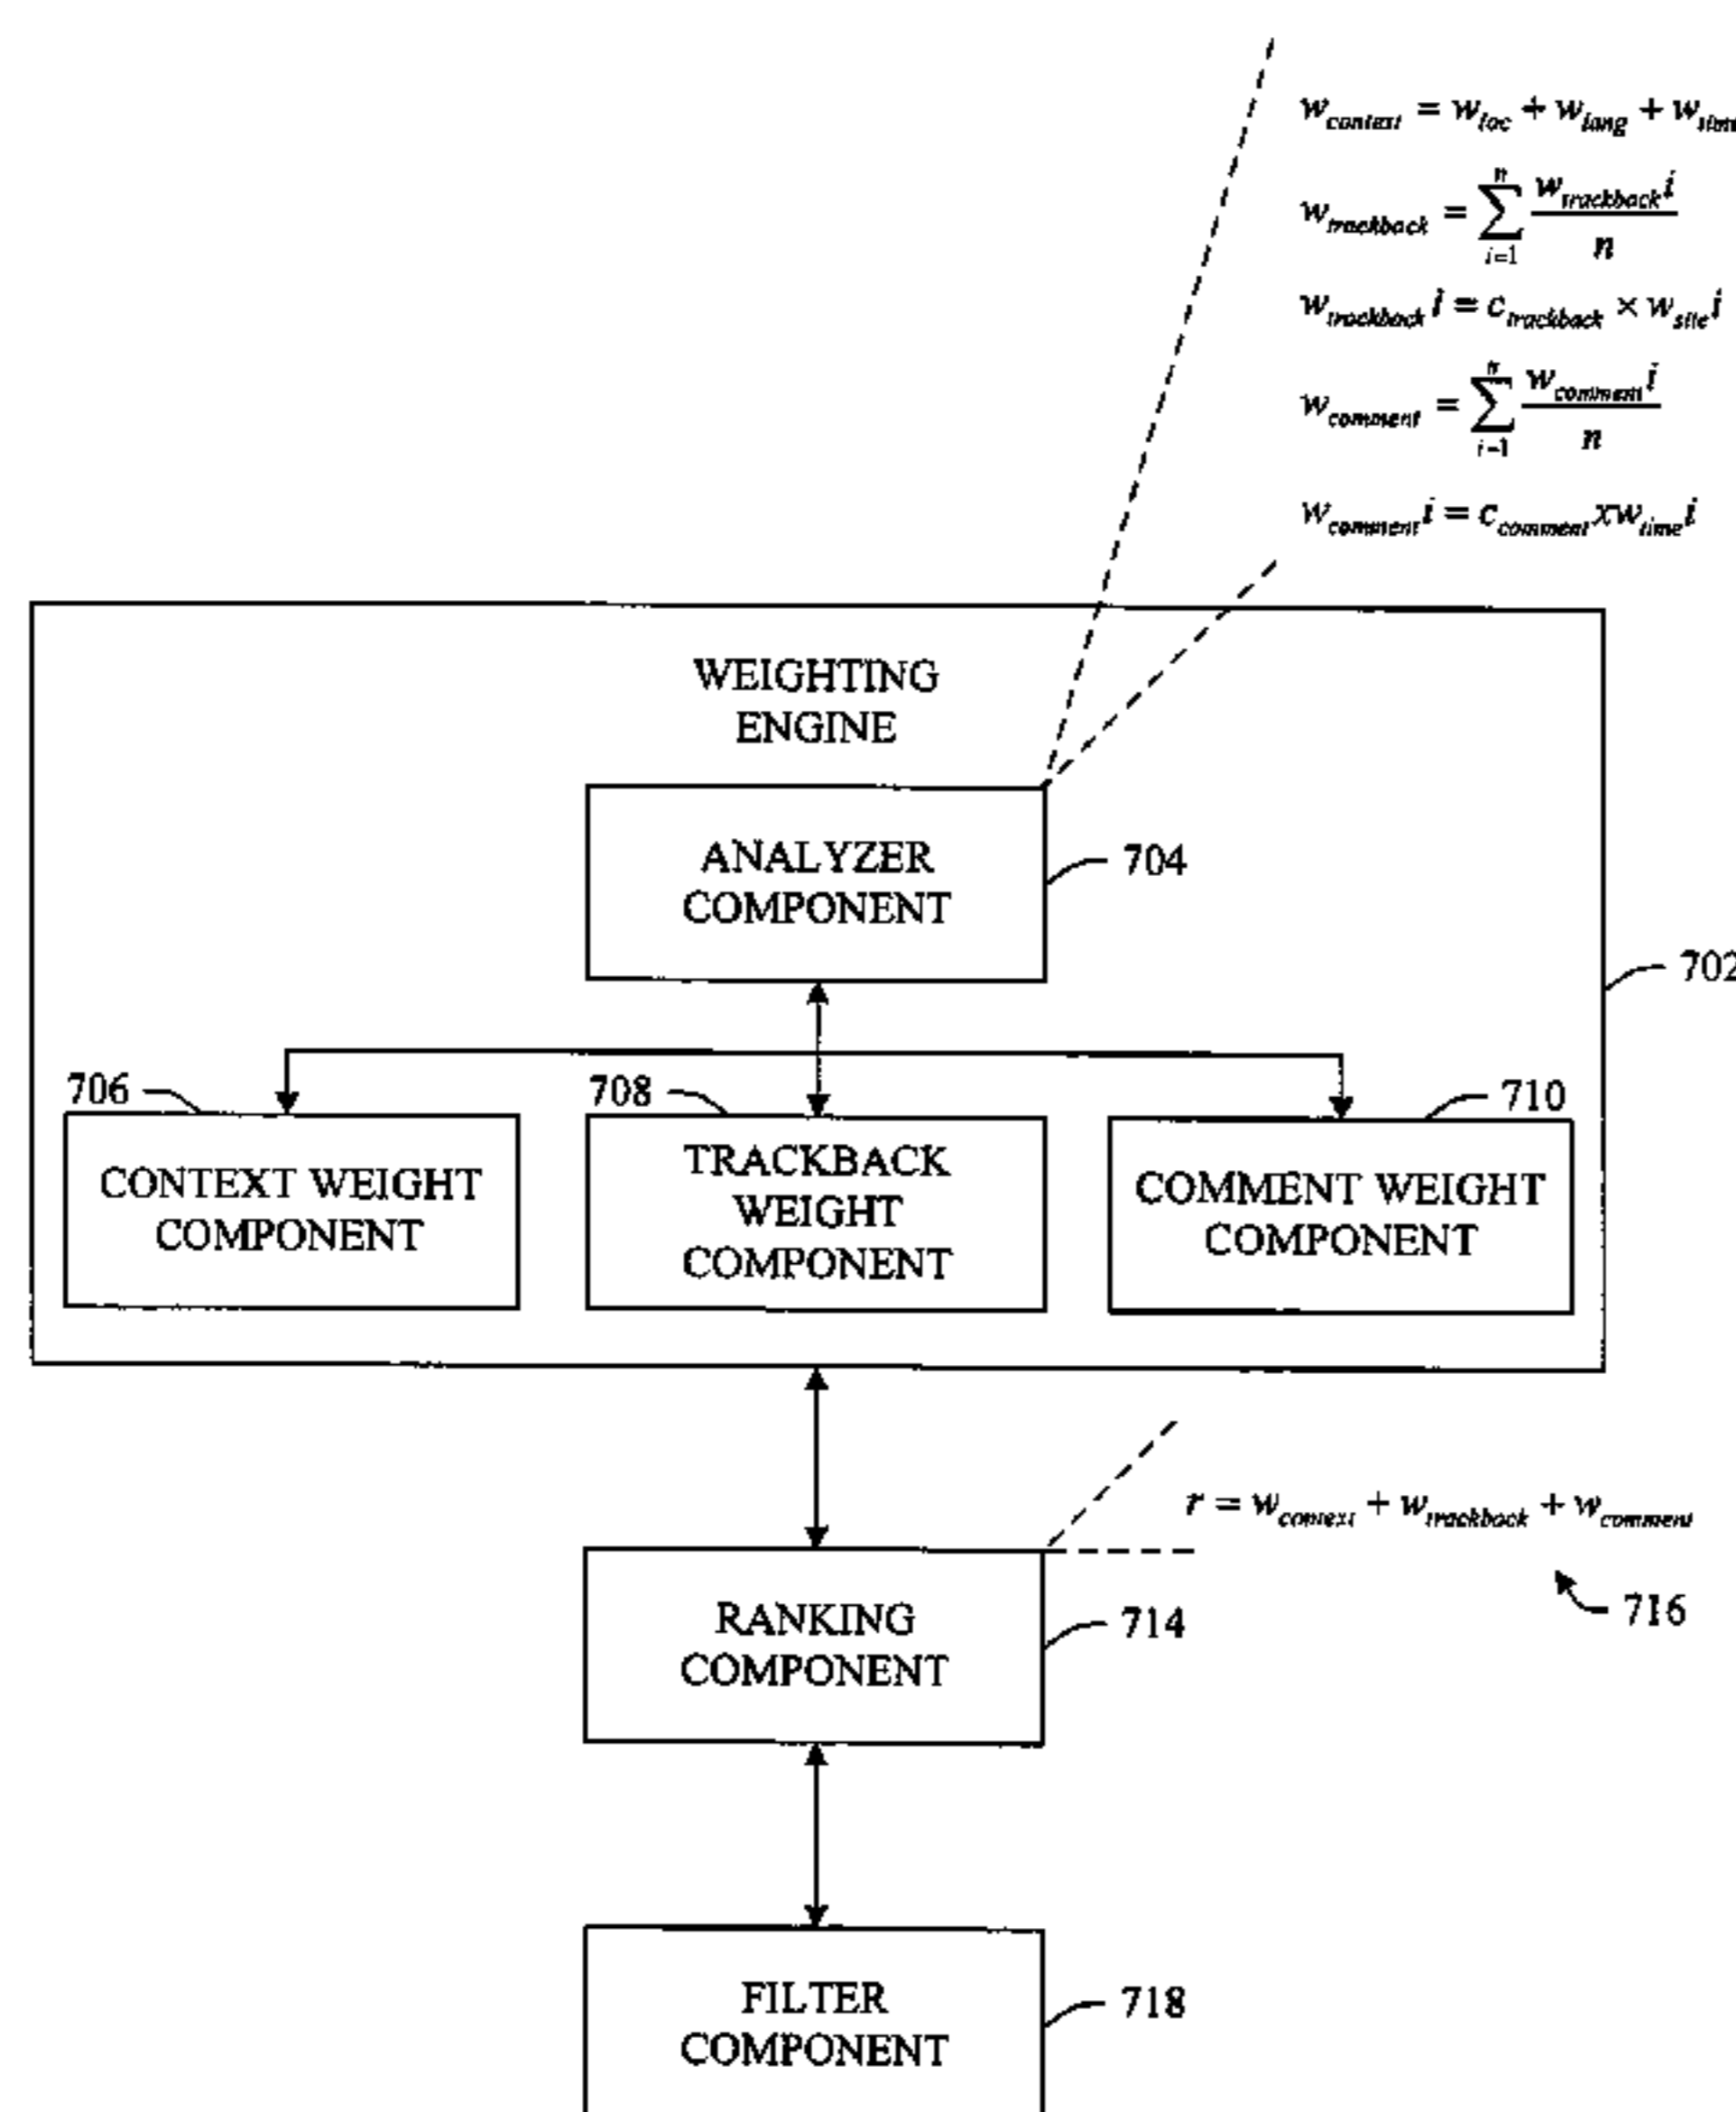 w_context = w_loc + w_lang +
w_trackback = ∑_{i=1}^{n} w_trackback i / n
w_trackback i = c_trackback × w_site i
w_comment = ∑_{i=1}^{n} w_comment i / n
w_comment i = c_comment x w_time i
WEIGHTING
ENGINE
ANALYZER
COMPONENT
704
702
706
708
710
CONTEXT WEIGHT
COMPONENT
TRACKBACK
WEIGHT
COMPONENT
COMMENT WEIGHT
COMPONENT
r = w_context + w_trackback + w_comment
716
RANKING
COMPONENT
714
FILTER
COMPONENT
718